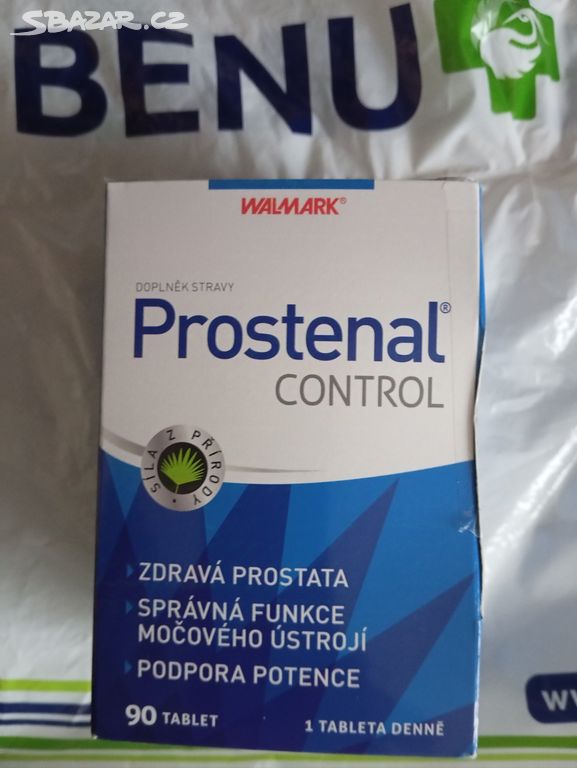 SBAZAR.CZ
BENU
WALMARK®
DOPLNĚK STRAVY
Prostenal®
CONTROL
SÍLA Z PŘÍRODY
ZDRAVÁ PROSTATA
SPRÁVNÁ FUNKCE
MOČOVÉHO ÚSTROJÍ
PODPORA POTENCE
90 TABLET
1 TABLETA DENNĚ